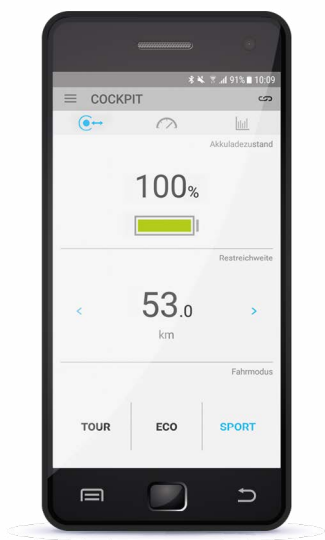 91% 10:09
COCKPIT
Akkuladezustand
100%
Restreichweite
< 53.0 >
km
Fahrmodus
TOUR ECO SPORT